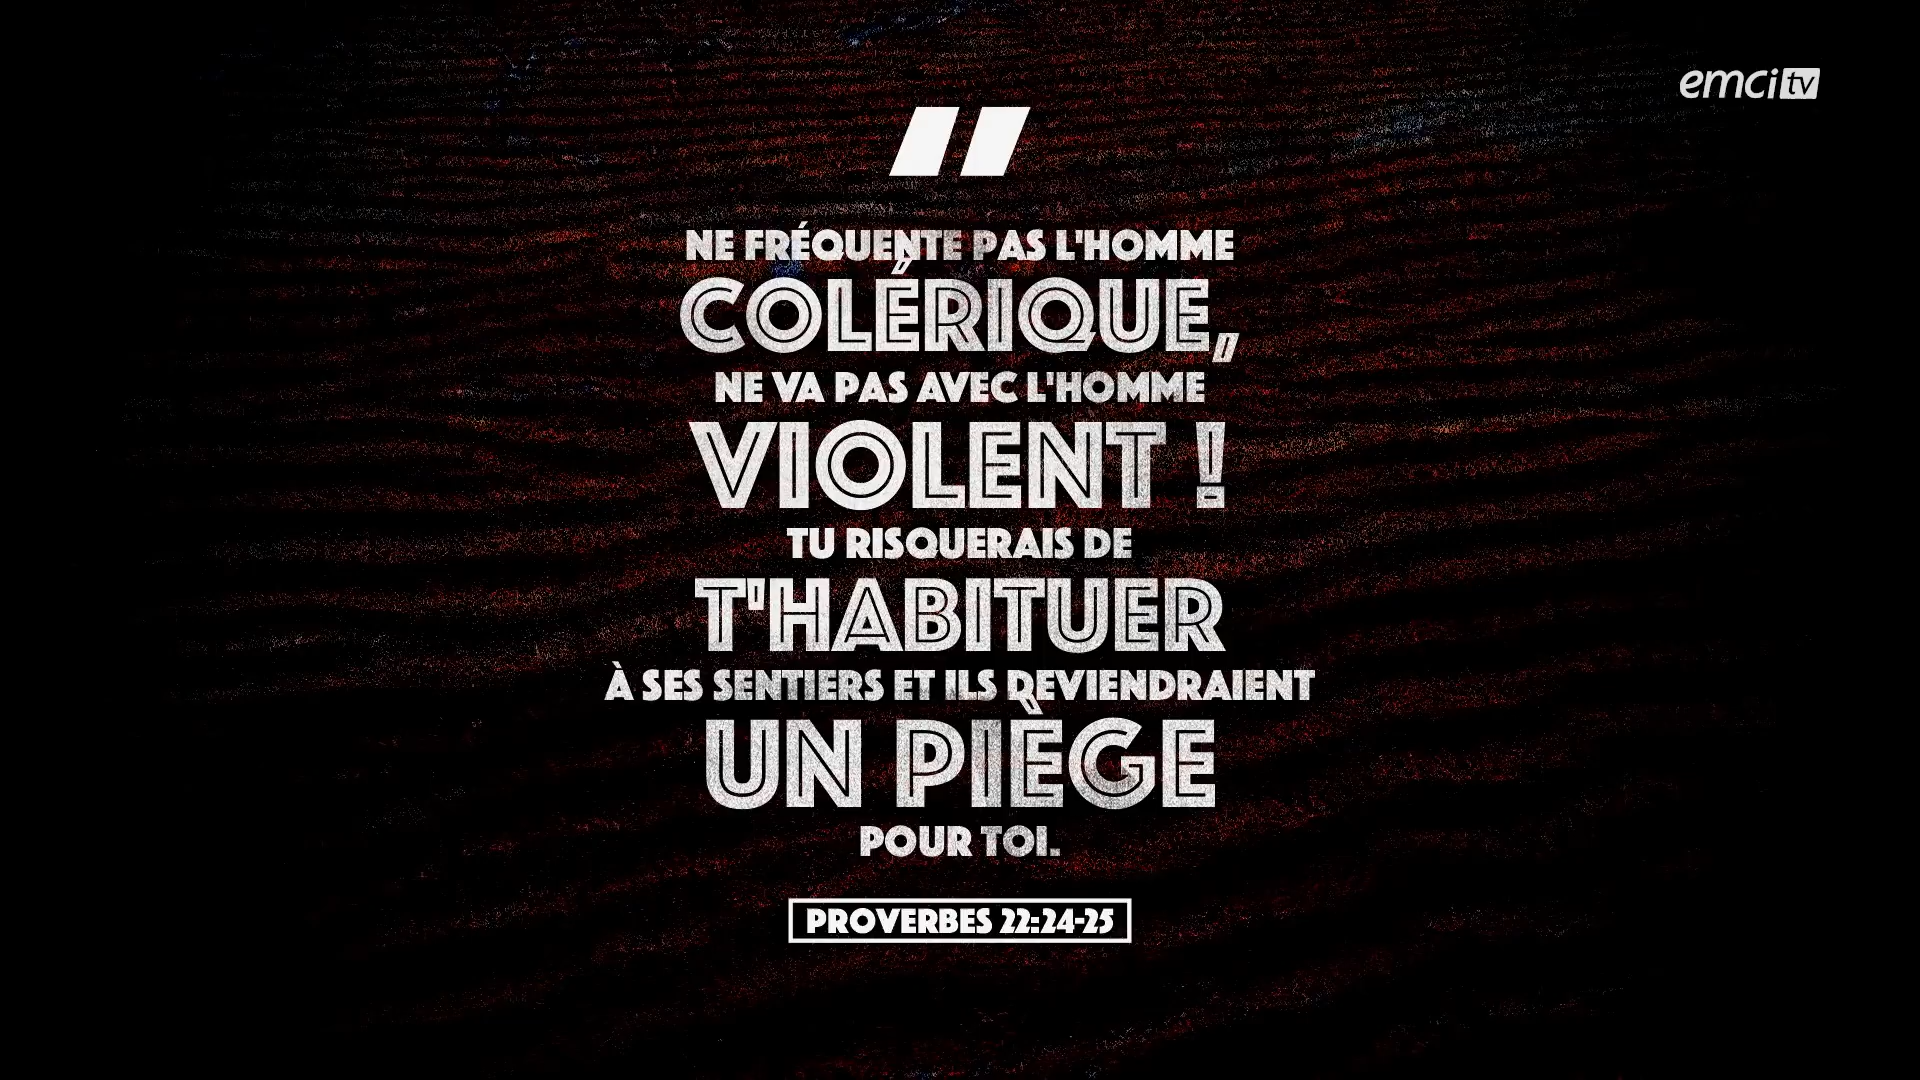 emci tv
"
NE FRÉQUENTE PAS L'HOMME
COLÉRIQUE,
NE VA PAS AVEC L'HOMME
VIOLENT !
TU RISQUERAIS DE
T'HABITUER
À SES SENTIERS ET ILS DEVIENDRAIENT
UN PIÈGE
POUR TOI.
PROVERBES 22:24-25